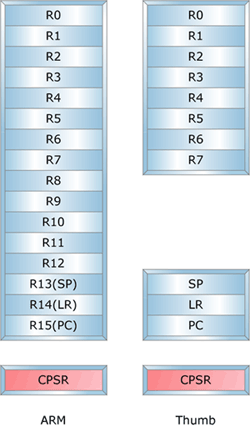 R0
R1
R2
R3
R4
R5
R6
R7
R8
R9
R10
R11
R12
R13(SP)
R14(LR)
R15(PC)
CPSR
ARM
R0
R1
R2
R3
R4
R5
R6
R7
SP
LR
PC
CPSR
Thumb